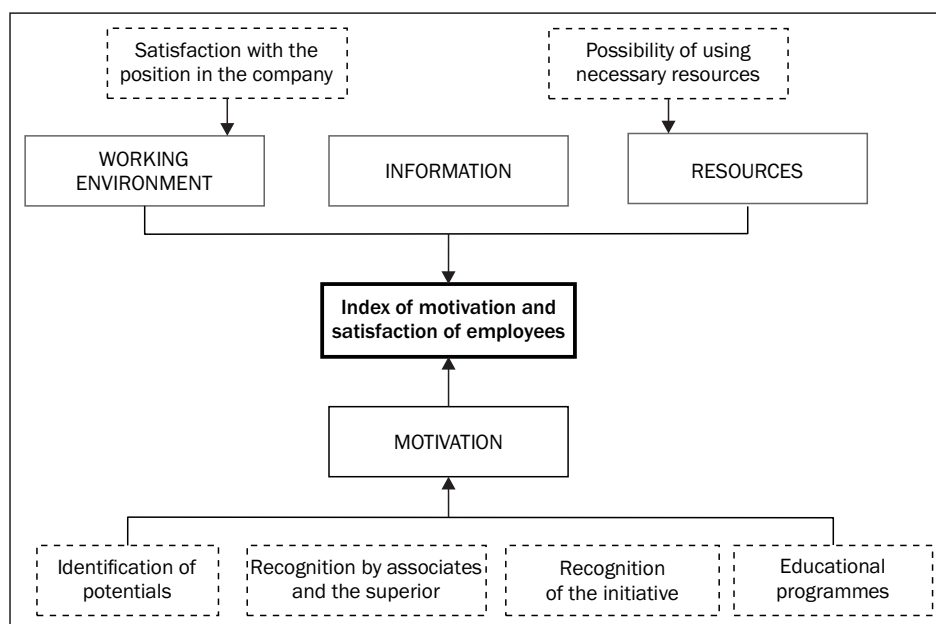 Satisfaction with the
position in the company
Possibility of using
necessary resources
WORKING
ENVIRONMENT
INFORMATION
RESOURCES
Index of motivation and
satisfaction of employees
MOTIVATION
Identification of
potentials
Recognition by associates
and the superior
Recognition
of the initiative
Educational
programmes